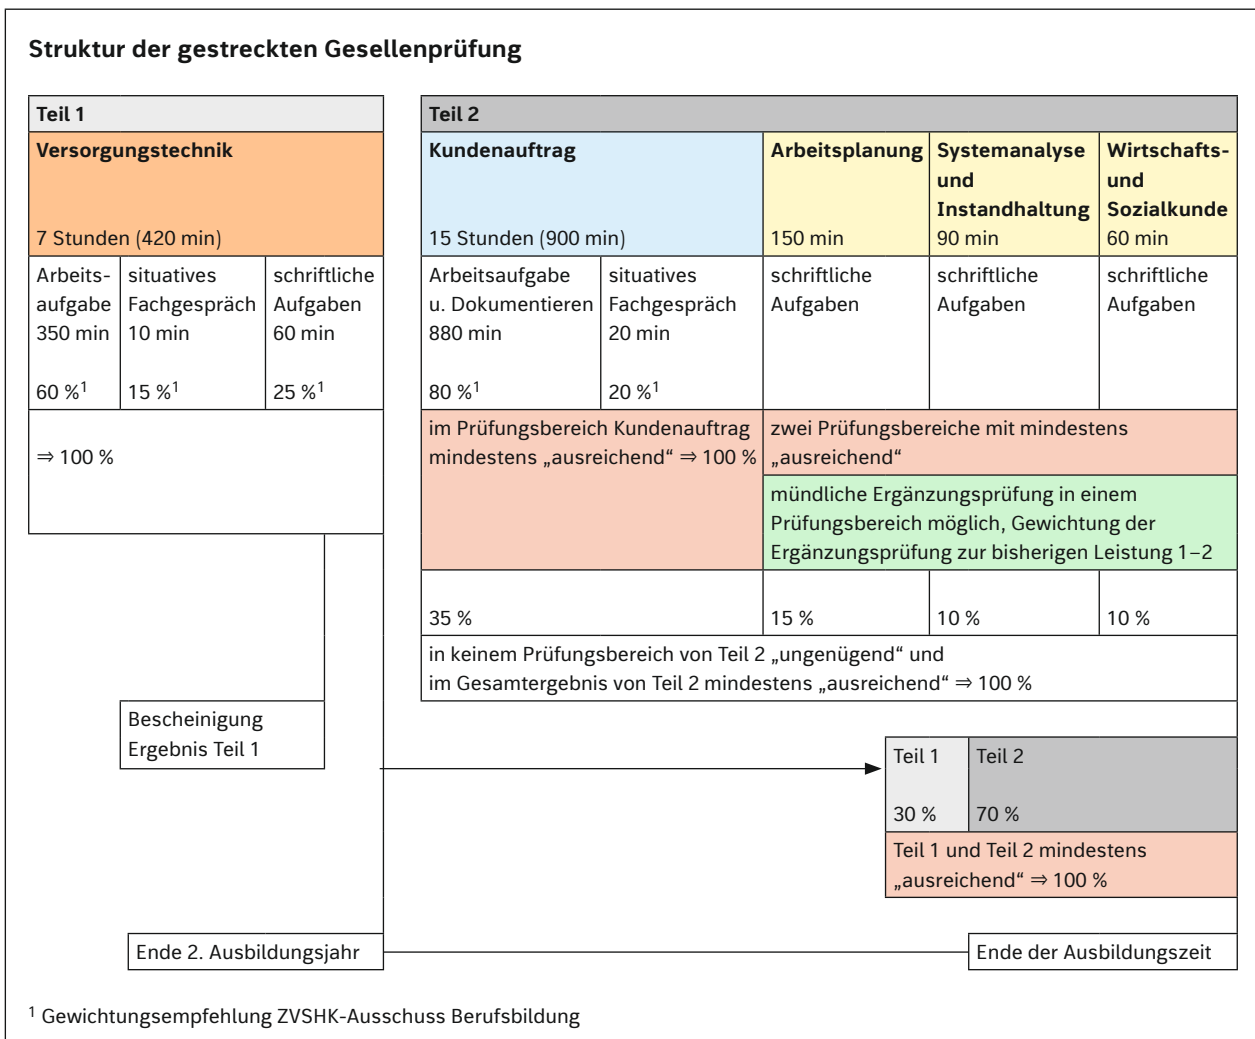 Struktur der gestreckten Gesellenprüfung
Teil 1
Versorgungstechnik
7 Stunden (420 min)
Arbeits-
aufgabe
350 min
60 %¹
situatives
Fachgespräch
10 min
15 %¹
schriftliche
Aufgaben
60 min
25 %¹
⇒ 100 %
Teil 2
Kundenauftrag
15 Stunden (900 min)
Arbeitsplanung
150 min
Systemanalyse
und
Instandhaltung
90 min
Wirtschafts-
und
Sozialkunde
60 min
Arbeitsaufgabe
u. Dokumentieren
880 min
80 %¹
situatives
Fachgespräch
20 min
20 %¹
schriftliche
Aufgaben
schriftliche
Aufgaben
schriftliche
Aufgaben
im Prüfungsbereich Kundenauftrag
mindestens „ausreichend“ ⇒ 100 %
zwei Prüfungsbereiche mit mindestens
„ausreichend“
mündliche Ergänzungsprüfung in einem
Prüfungsbereich möglich, Gewichtung der
Ergänzungsprüfung zur bisherigen Leistung 1–2
35 %
15 %
10 %
10 %
in keinem Prüfungsbereich von Teil 2 „ungenügend“ und
im Gesamtergebnis von Teil 2 mindestens „ausreichend“ ⇒ 100 %
Bescheinigung
Ergebnis Teil 1
Teil 1
30 %
Teil 2
70 %
Teil 1 und Teil 2 mindestens
„ausreichend“ ⇒ 100 %
Ende 2. Ausbildungsjahr
Ende der Ausbildungszeit
¹ Gewichtungsempfehlung ZVSHK-Ausschuss Berufsbildung